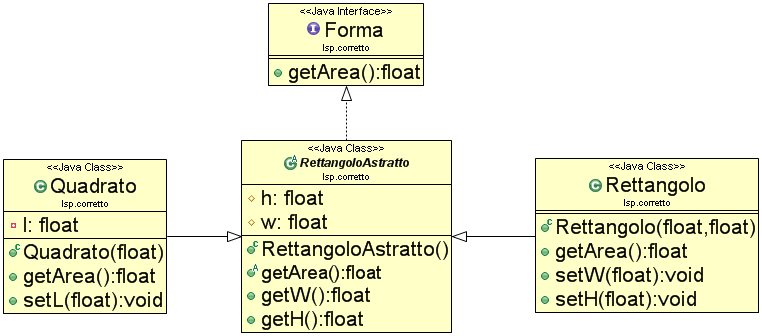 <<Java Interface>>
Forma
lsp.corretto
getArea():float
<<Java Class>>
Quadrato
lsp.corretto
l: float
Quadrato(float)
getArea():float
setL(float):void
<<Java Class>>
RettangoloAstratto
lsp.corretto
h: float
w: float
RettangoloAstratto()
getArea():float
getW():float
getH():float
<<Java Class>>
Rettangolo
lsp.corretto
Rettangolo(float,float)
getArea():float
setW(float):void
setH(float):void